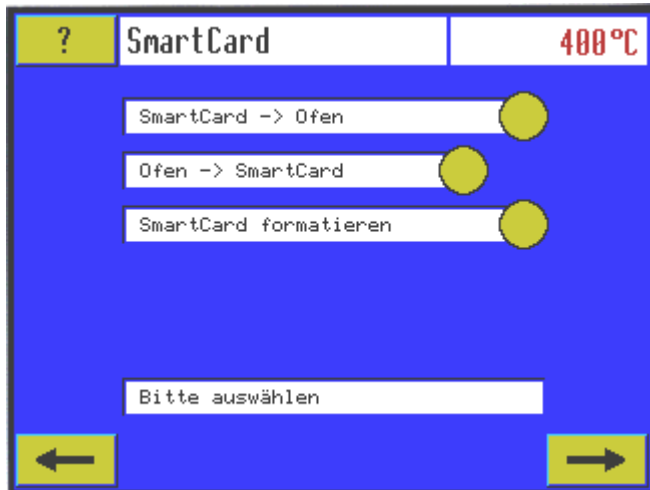 ?
SmartCard
400°C
SmartCard -> Ofen
Ofen -> SmartCard
SmartCard formatieren
Bitte auswählen